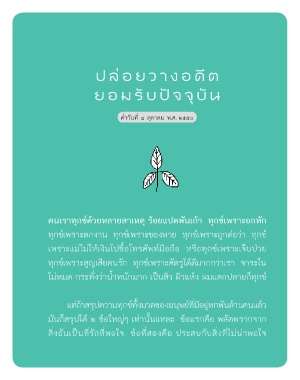 ปล่อยวางอดีต
ยอมรับปัจจุบัน
ค่ำวันที่ ๔ ตุลาคม พ.ศ. ๒๕๕๐
คนเราทุกข์ด้วยหลายสาเหตุ ร้อยแปดพันเก้า ทุกข์เพราะอกหัก
ทุกข์เพราะตกงาน ทุกข์เพราะของหาย ทุกข์เพราะถูกต่อว่า ทุกข์
เพราะแม่ไม่ให้เงินไปซื้อโทรศัพท์มือถือ หรือทุกข์เพราะเจ็บป่วย
ทุกข์เพราะสูญเสียคนรัก ทุกข์เพราะศัตรูได้ดีมากกว่าเรา จาระไน
ไม่หมด กระทั่งว่าน้ำหนักมาก เป็นสิว ผิวแห้ง ผมแตกปลายก็ทุกข์
แต่ถ้าสรุปความทุกข์ทั้งมวลของมนุษย์ที่มีอยู่หกพันล้านคนแล้ว
มันก็สรุปได้ ๒ ข้อใหญ่ๆ เท่านั้นแหละ ข้อแรกคือ พลัดพรากจาก
สิ่งอันเป็นที่รักที่พอใจ ข้อที่สองคือ ประสบกับสิ่งที่ไม่น่าพอใจ